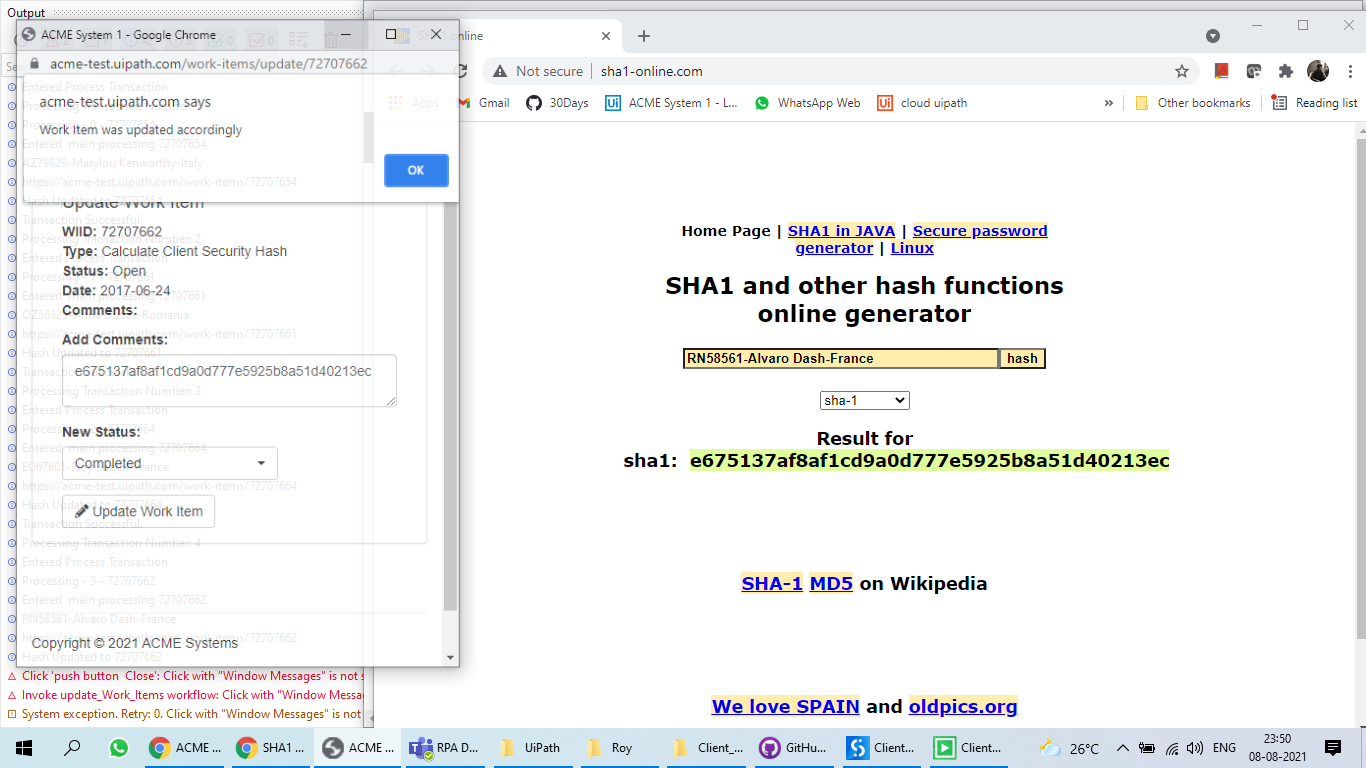 Output
ACME System 1 - Google Chrome
acme-test.uipath.com/work-items/update/72707662
acme-test.uipath.com says
Work Item was updated accordingly
OK
Entered Process Transaction
Entered main processing 72707654
AZ79829-Marylou Kenworthy-Italy
https://acme-test.uipath.com/work-items/72707654
Hash Updated to 72707654
Transaction Successful.
Update Work Item
WIID: 72707662
Type: Calculate Client Security Hash
Status: Open
Date: 2017-06-24
Comments:
Add Comments:
e675137af8af1cd9a0d777e5925b8a51d40213ec
New Status:
Completed
Update Work Item
Processing Transaction Number: 2
https://acme-test.uipath.com/work-items/72707661
Hash Updated to 72707661
Processing Transaction Number: 3
Entered Process Transaction
Entered main processing 72707664
https://acme-test.uipath.com/work-items/72707664
Hash Updated to 72707664
Transaction Successful.
Processing Transaction Number: 4
Entered Process Transaction
Processing - 3 - 72707662
Entered main processing 72707662
RN58561-Alvaro Dash-France
Hash Updated to 72707662
Copyright © 2021 ACME Systems
Click 'push button Close': Click with "Window Messages" is not
Invoke update_Work_Items workflow: Click with "Window Messa
System exception. Retry: 0. Click with "Window Messages" is not
SHA1 online
Not secure | sha1-online.com
Apps Gmail 30Days ACME System 1 - L... WhatsApp Web cloud uipath » Other bookmarks Reading list
Home Page | SHA1 in JAVA | Secure password
generator | Linux
SHA1 and other hash functions
online generator
RN58561-Alvaro Dash-France hash
sha-1
Result for
sha1: e675137af8af1cd9a0d777e5925b8a51d40213ec
SHA-1 MD5 on Wikipedia
We love SPAIN and oldpics.org
ACME ... SHA1 ... ACME ... RPA D... UiPath Roy Client_... GitHu... Client... Client... 26°C ENG 23:50
08-08-2021